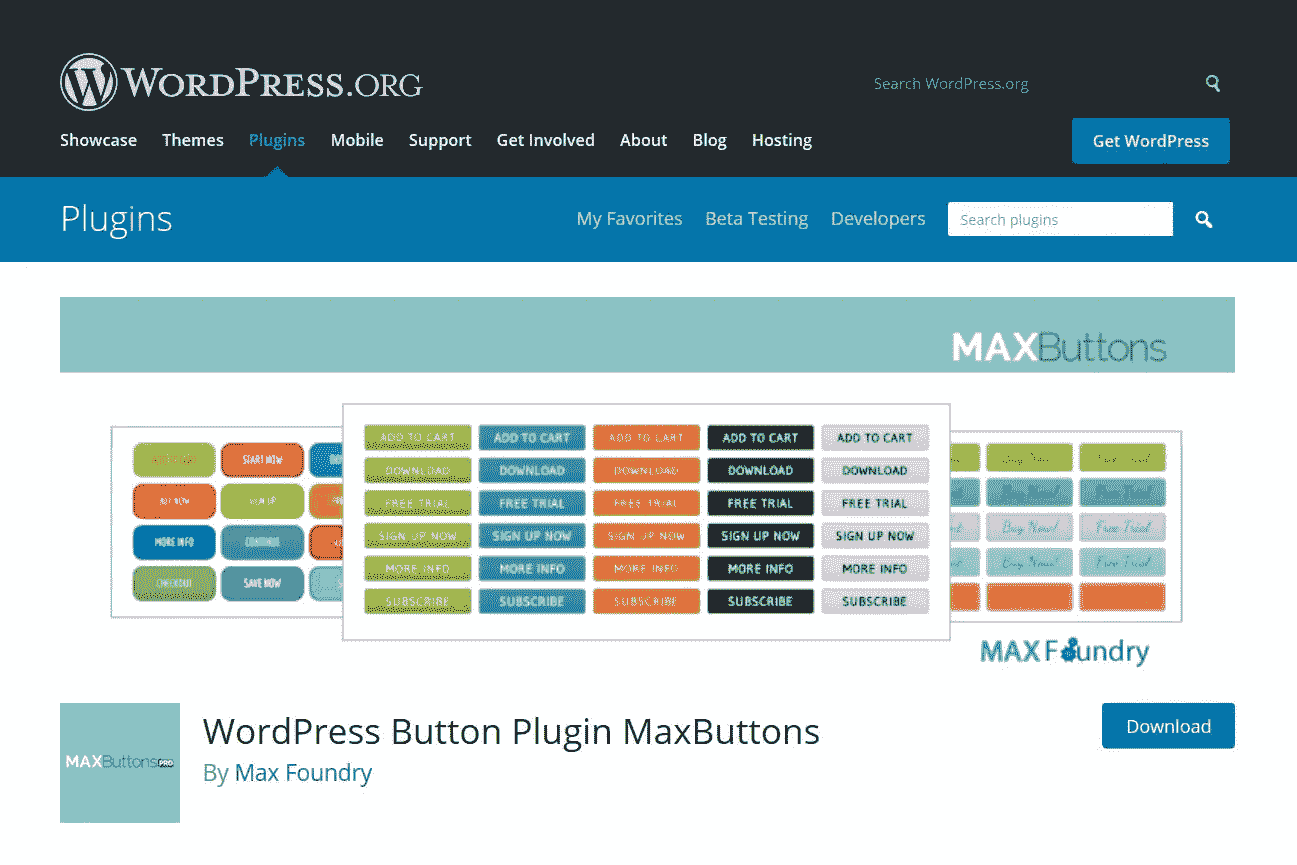 WORDPRESS.ORG
Search WordPress.org
Showcase Themes Plugins Mobile Support Get Involved About Blog Hosting
Get WordPress
Plugins
My Favorites Beta Testing Developers Search plugins
MAXButtons
START NOW
BUY NOW SIGN UP
MORE INFO CONTINUE
CHECKOUT SAVE NOW
ADD TO CART ADD TO CART ADD TO CART ADD TO CART ADD TO CART
DOWNLOAD DOWNLOAD DOWNLOAD DOWNLOAD DOWNLOAD
FREE TRIAL FREE TRIAL FREE TRIAL FREE TRIAL FREE TRIAL
SIGN UP NOW SIGN UP NOW SIGN UP NOW SIGN UP NOW SIGN UP NOW
MORE INFO MORE INFO MORE INFO MORE INFO MORE INFO
SUBSCRIBE SUBSCRIBE SUBSCRIBE SUBSCRIBE SUBSCRIBE
Buy Now! Free Trial
Buy Now! Free Trial
Buy Now! Free Trial
Buy Now! Free Trial
MAX Foundry
MAXButtons PRO
WordPress Button Plugin MaxButtons
By Max Foundry
Download